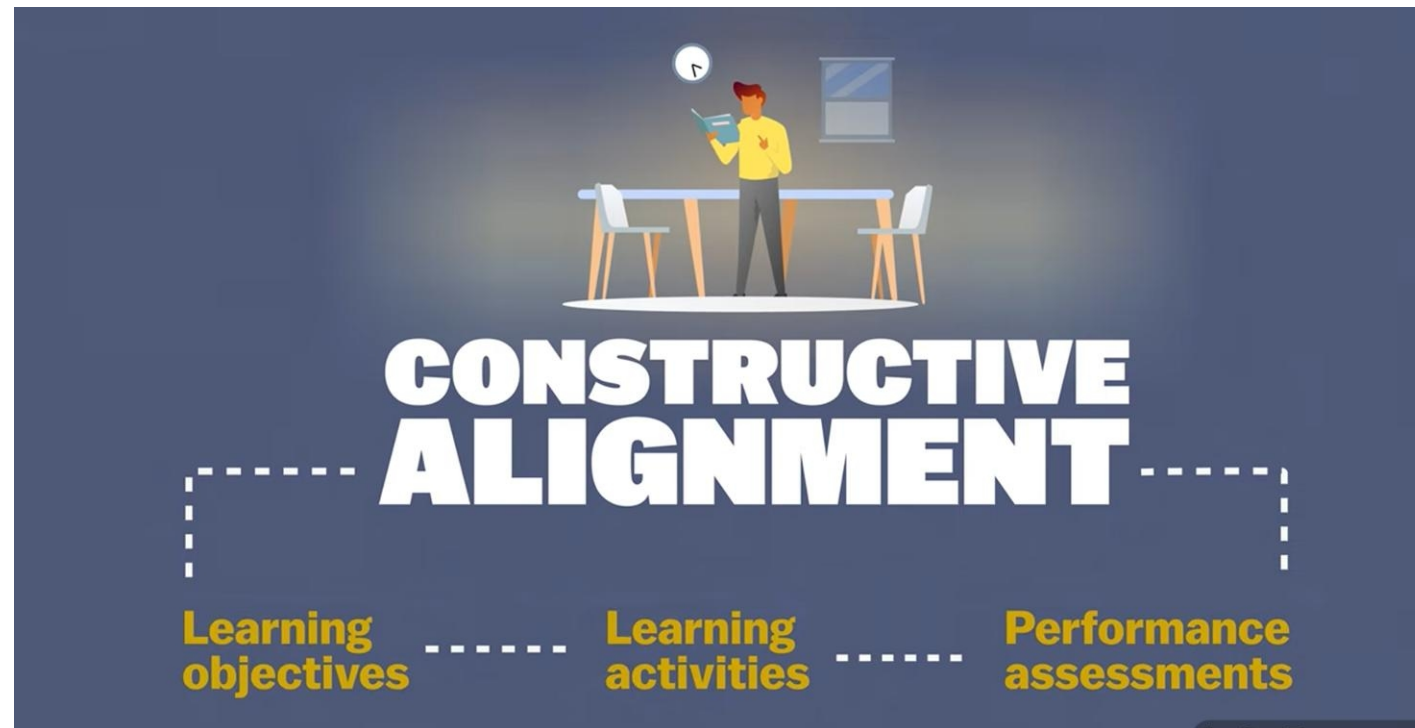 CONSTRUCTIVE
ALIGNMENT
Learning
objectives
Learning
activities
Performance
assessments